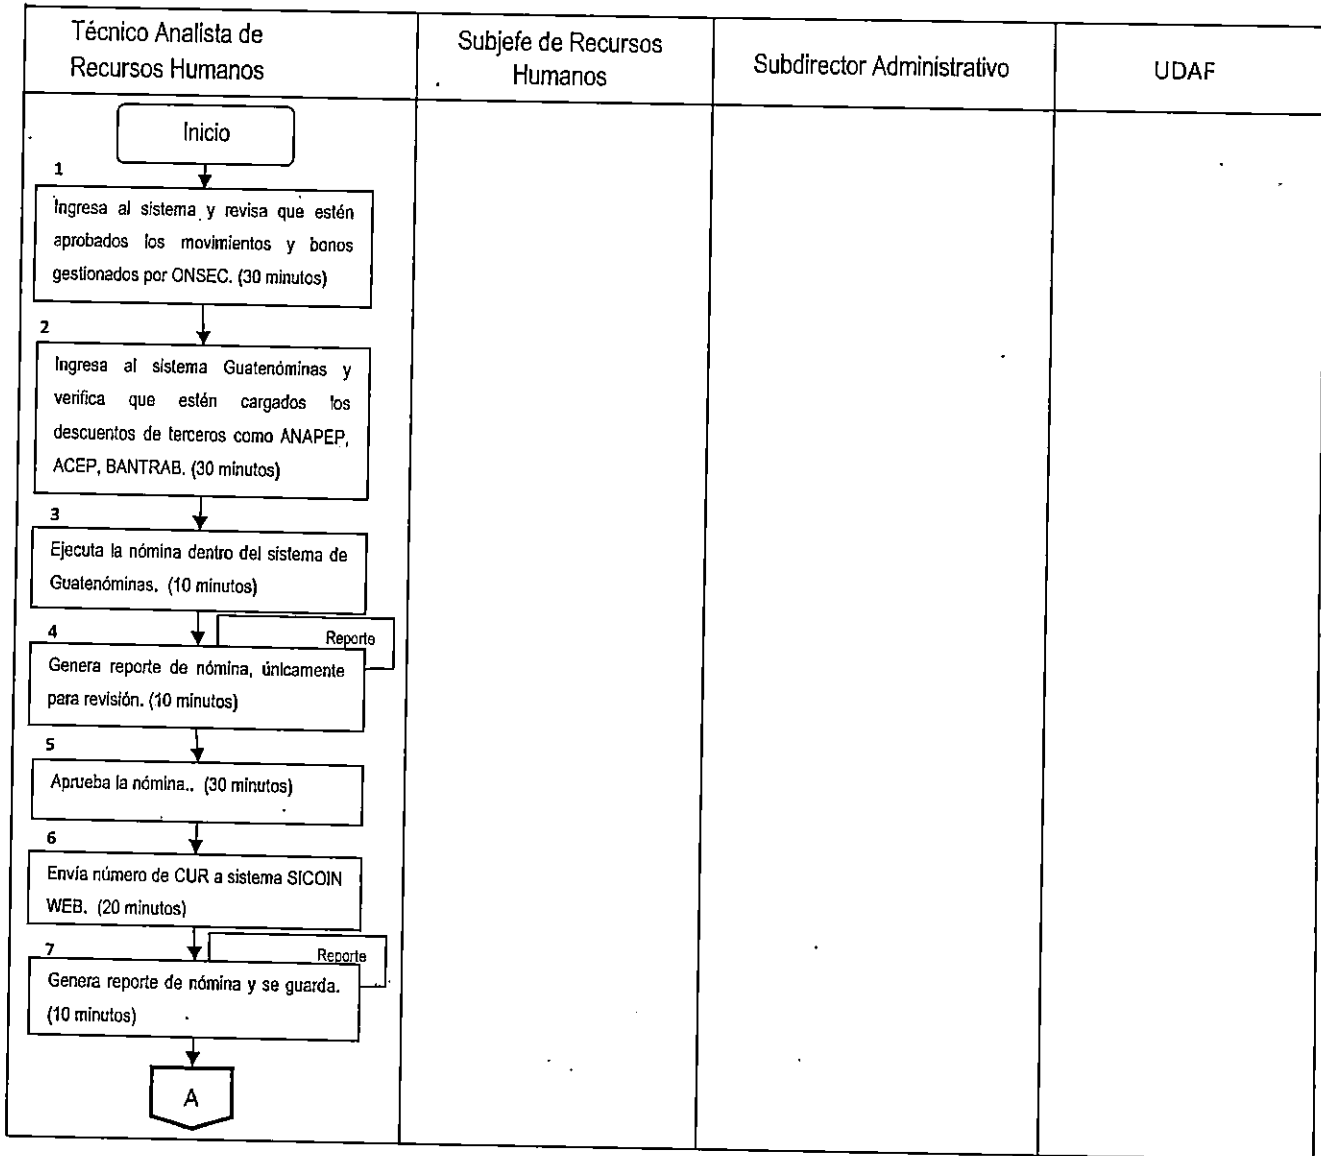 Técnico Analista de
Recursos Humanos
Subjefe de Recursos
Humanos
Subdirector Administrativo
UDAF
Inicio
1
Ingresa al sistema y revisa que estén
aprobados los movimientos y bonos
gestionados por ONSEC. (30 minutos)
2
Ingresa al sistema Guatenóminas y
verifica que estén cargados los
descuentos de terceros como ANAPEP,
ACEP, BANTRAB. (30 minutos)
3
Ejecuta la nómina dentro del sistema de
Guatenóminas. (10 minutos)
Reporte
4
Genera reporte de nómina, únicamente
para revisión. (10 minutos)
5
Aprueba la nómina.. (30 minutos)
6
Envía número de CUR a sistema SICOIN
WEB. (20 minutos)
Reporte
7
Genera reporte de nómina y se guarda.
(10 minutos)
A